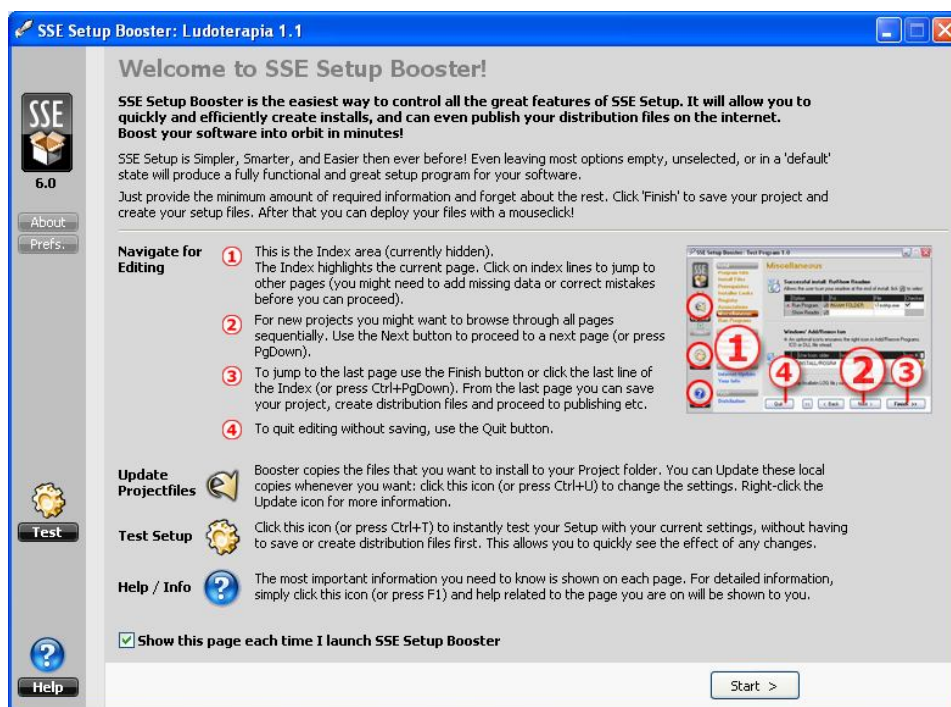 SSE Setup Booster: Ludoterapia 1.1
Welcome to SSE Setup Booster!
SSE Setup Booster is the easiest way to control all the great features of SSE Setup. It will allow you to
quickly and efficiently create installs, and can even publish your distribution files on the internet.
Boost your software into orbit in minutes!
SSE Setup is Simpler, Smarter, and Easier then ever before! Even leaving most options empty, unselected, or in a 'default'
state will produce a fully functional and great setup program for your software.
Just provide the minimum amount of required information and forget about the rest. Click 'Finish' to save your project and
create your setup files. After that you can deploy your files with a mouseclick!
SSE
6.0
About
Prefs.
Navigate for
Editing
1
This is the Index area (currently hidden).
The Index highlights the current page. Click on index lines to jump to
other pages (you might need to add missing data or correct mistakes
before you can proceed).
2
For new projects you might want to browse through all pages
sequentially. Use the Next button to proceed to a next page (or press
PgDown).
3
To jump to the last page use the Finish button or click the last line of
the Index (or press Ctrl+PgDown). From the last page you can save
your project, create distribution files and proceed to publishing etc.
4
To quit editing without saving, use the Quit button.
SSE Setup Booster: Test Program 1.0
Miscellaneous
1
4
2
3
Quit
<<
< Back
Finish >>
Update
Projectfiles
Booster copies the files that you want to install to your Project folder. You can Update these local
copies whenever you want: click this icon (or press Ctrl+U) to change the settings. Right-click the
Update icon for more information.
Test Setup
Click this icon (or press Ctrl+T) to instantly test your Setup with your current settings, without having
to save or create distribution files first. This allows you to quickly see the effect of any changes.
Help / Info
?
The most important information you need to know is shown on each page. For detailed information,
simply click this icon (or press F1) and help related to the page you are on will be shown to you.
Show this page each time I launch SSE Setup Booster
Test
?
Help
Start >